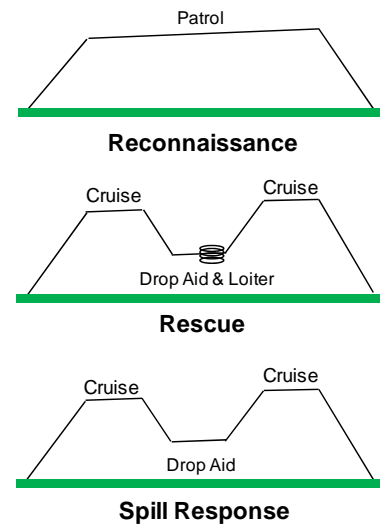 Patrol
Reconnaissance
Cruise Cruise
Drop Aid & Loiter
Rescue
Cruise Cruise
Drop Aid
Spill Response